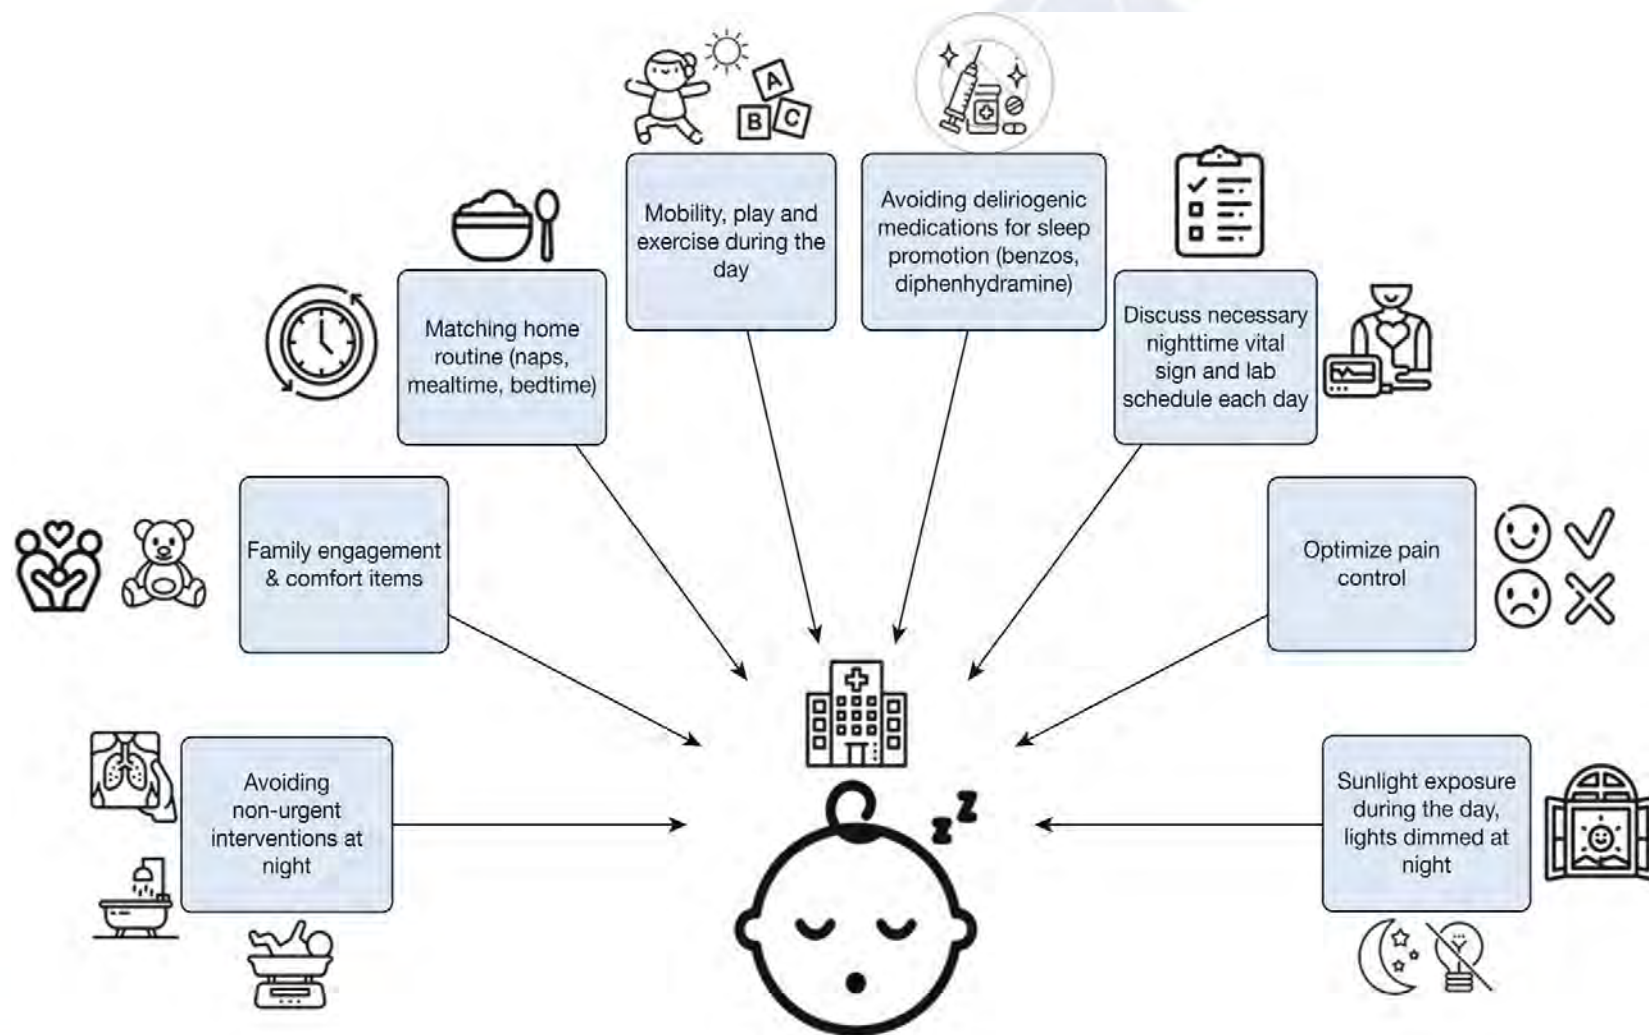 A
B
C
Mobility, play and
exercise during the
day
Avoiding deliriogenic
medications for sleep
promotion (benzos,
diphenhydramine)
Matching home
routine (naps,
mealtime, bedtime)
Discuss necessary
nighttime vital
sign and lab
schedule each day
Family engagement
& comfort items
Optimize pain
control
Avoiding
non-urgent
interventions at
night
Sunlight exposure
during the day,
lights dimmed at
night
z z